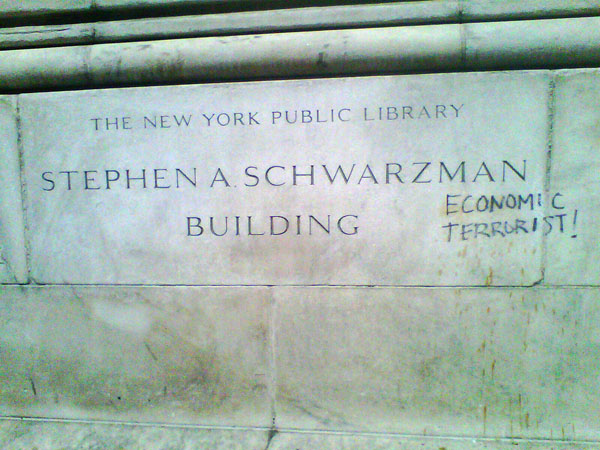 THE NEW YORK PUBLIC LIBRARY
STEPHEN A. SCHWARZMAN
BUILDING
ECONOMIC
TERRORIST!